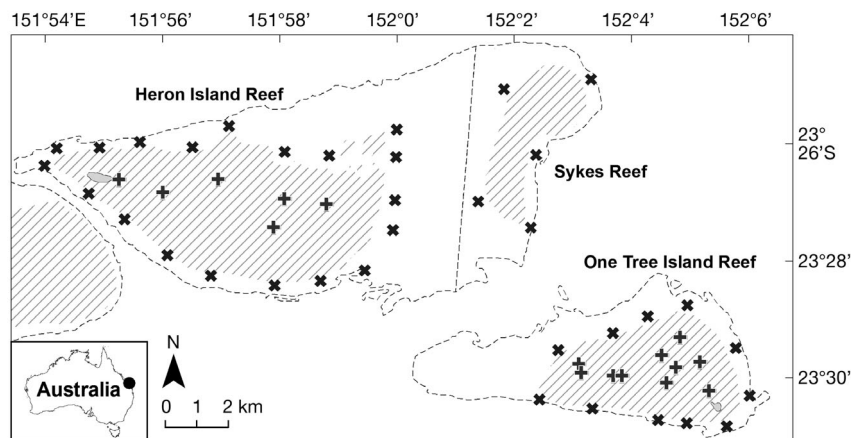 151°54'E 151°56' 151°58' 152°0' 152°2' 152°4' 152°6'
Heron Island Reef
23°
26'S
Sykes Reef
One Tree Island Reef
23°28'
23°30'
N
Australia
0 1 2 km